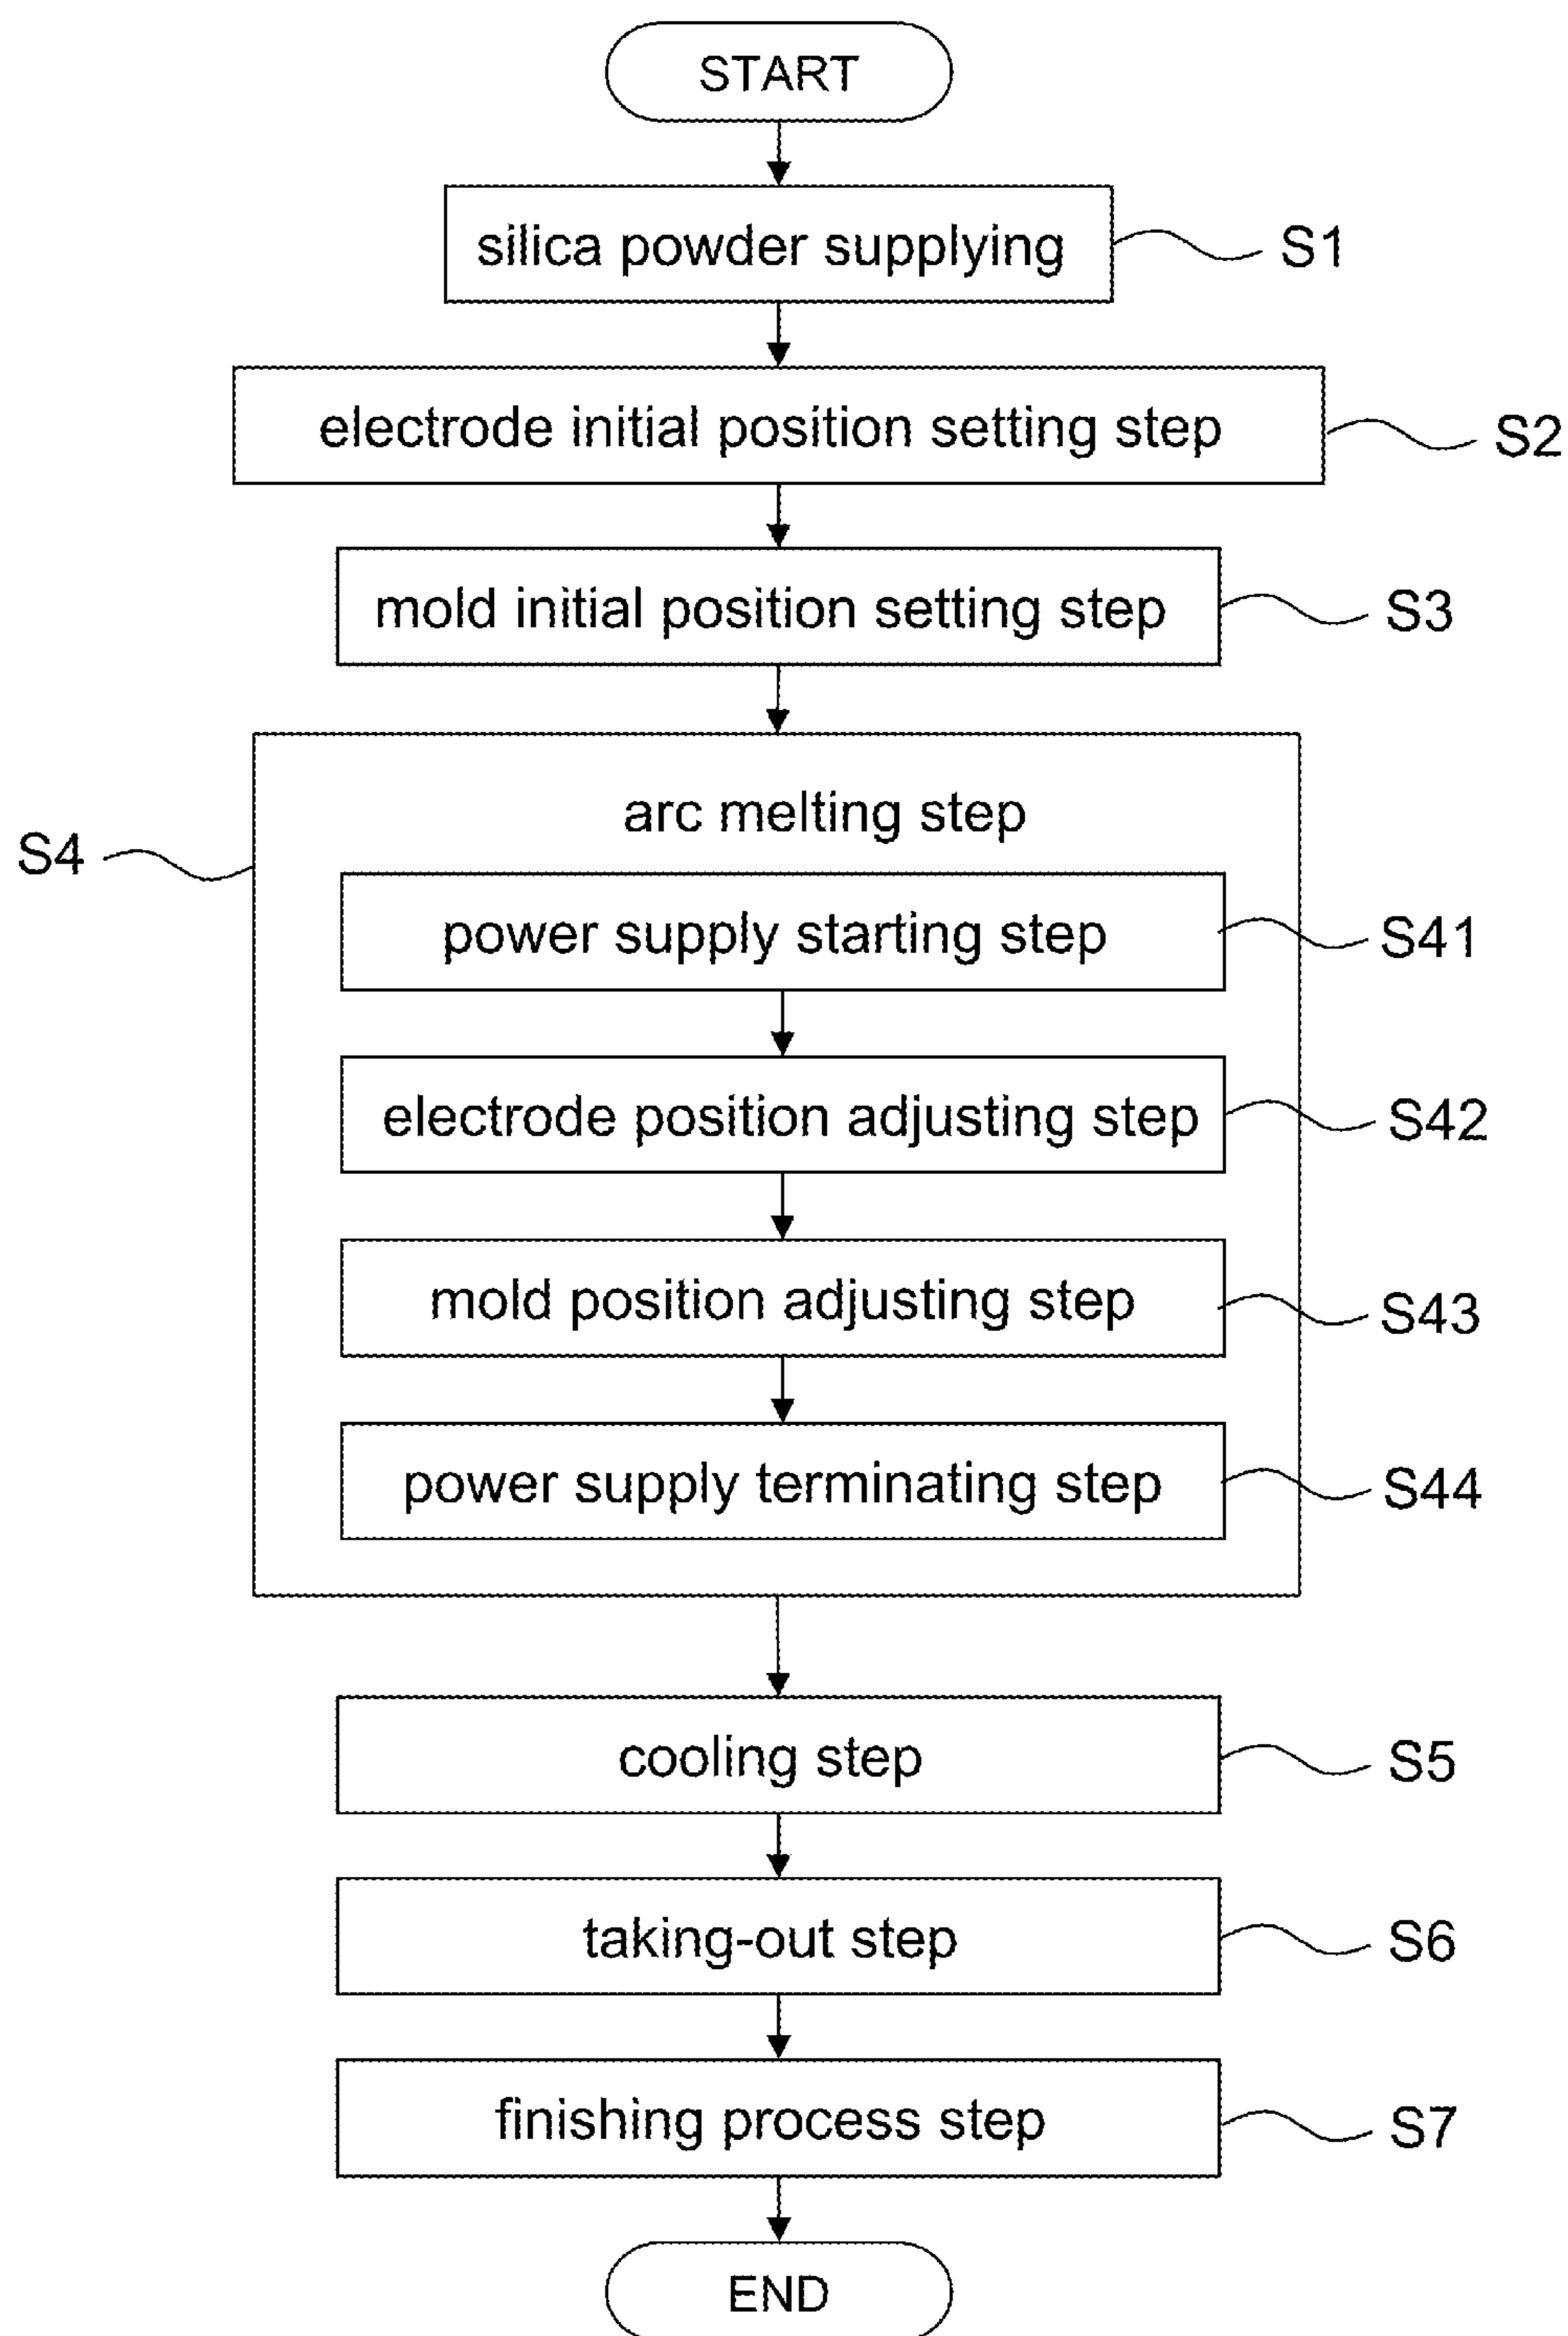 START
silica powder supplying
S1
electrode initial position setting step
S2
mold initial position setting step
S3
arc melting step
S4
power supply starting step
S41
electrode position adjusting step
S42
mold position adjusting step
S43
power supply terminating step
S44
cooling step
S5
taking-out step
S6
finishing process step
S7
END